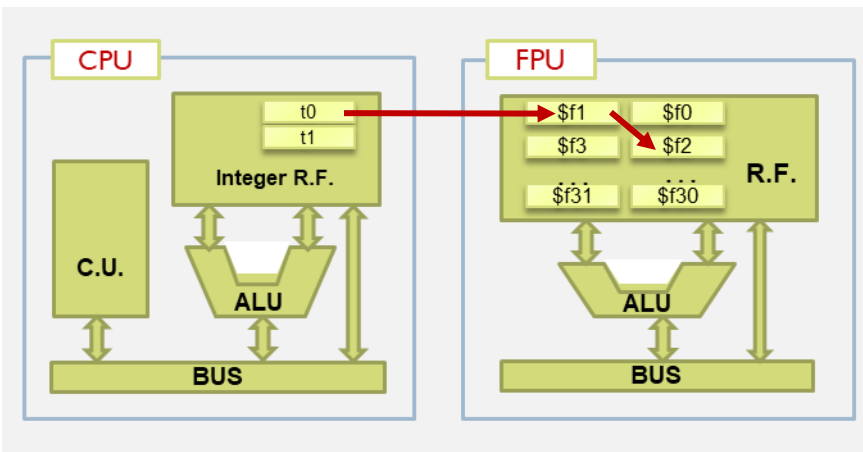 CPU
t0
t1
Integer R.F.
C.U.
ALU
BUS
FPU
$f1 $f0
$f3 $f2
... ...
$f31 $f30
R.F.
ALU
BUS